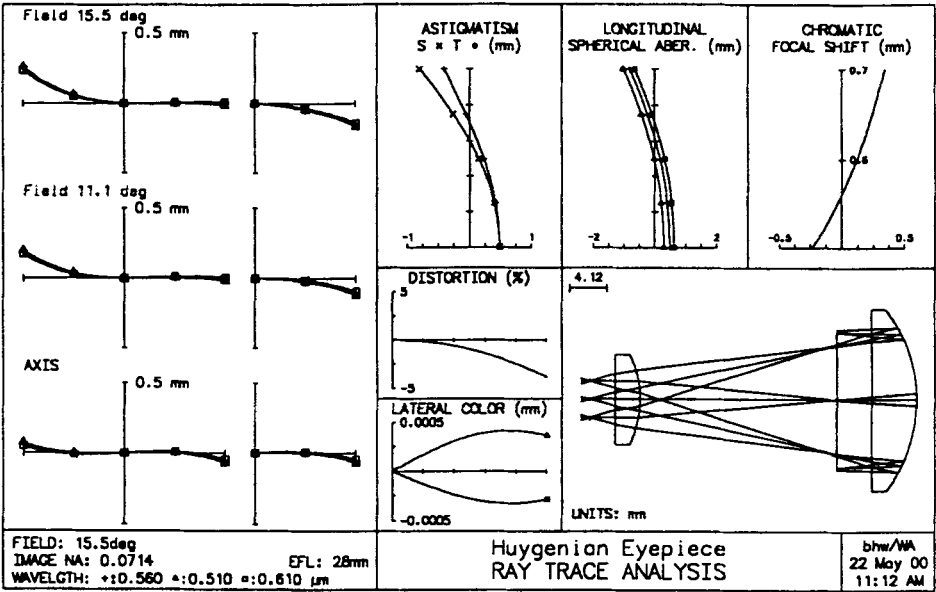 Field 15.5 deg
0.5 mm
Field 11.1 deg
0.5 mm
AXIS
0.5 mm
ASTIGMATISM
S × T • (mm)
-1 1
LONGITUDINAL
SPHERICAL ABER. (mm)
-2 2
CHROMATIC
FOCAL SHIFT (mm)
0.7
0.6
-0.5 0.5
DISTORTION (%)
5
-5
LATERAL COLOR (mm)
0.0005
-0.0005
4.12
UNITS: mm
FIELD: 15.5deg
IMAGE NA: 0.0714 EFL: 28mm
WAVELGTH: +:0.560 ▵:0.510 ▫:0.610 µm
Huygenian Eyepiece
RAY TRACE ANALYSIS
bhw/WA
22 May 00
11:12 AM